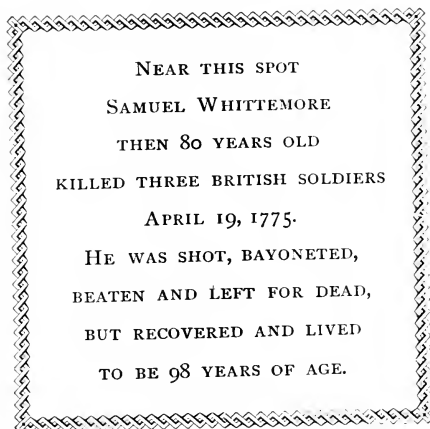 Near this spot
Samuel Whittemore
then 80 years old
killed three british soldiers
April 19, 1775.
He was shot, bayoneted,
beaten and left for dead,
but recovered and lived
to be 98 years of age.